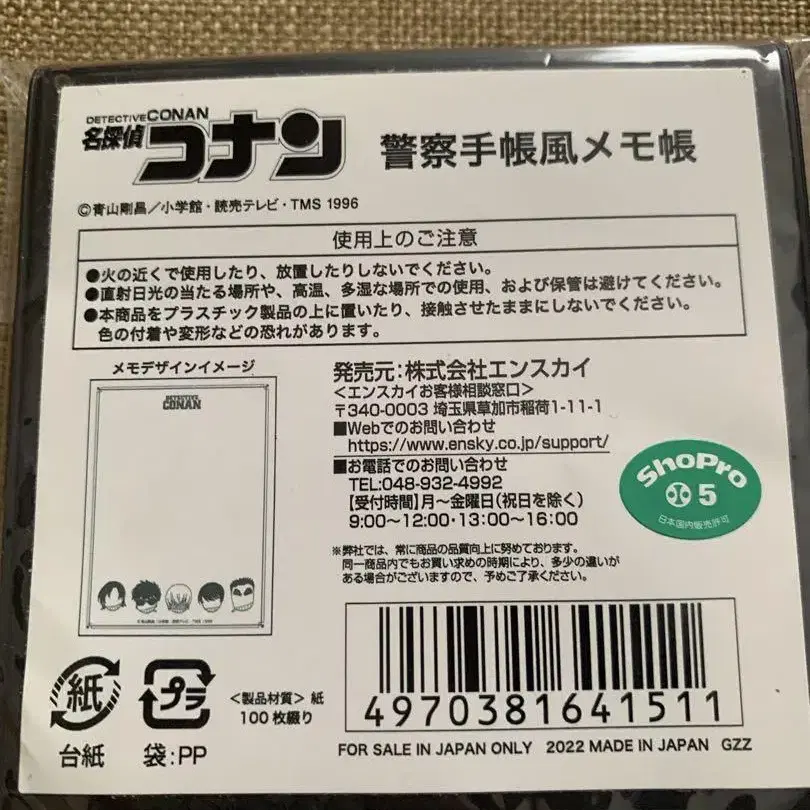 DETECTIVE CONAN
名探偵コナン
警察手帳風メモ帳
©青山剛昌／小学館・読売テレビ・TMS 1996
使用上のご注意
●火の近くで使用したり、放置したりしないでください。
●直射日光の当たる場所や、高温、多湿な場所での使用、および保管は避けてください。
●本商品をプラスチック製品の上に置いたり、接触させたままにしないでください。
色の付着や変形などの恐れがあります。
メモデザインイメージ
DETECTIVE
CONAN
©青山剛昌／小学館・読売テレビ・TMS 1996
発売元：株式会社エンスカイ
＜エンスカイお客様相談窓口＞
〒340-0003 埼玉県草加市稲荷1-11-1
■Webでのお問い合わせ
https://www.ensky.co.jp/support/
■お電話でのお問い合わせ
TEL:048-932-4992
【受付時間】月〜金曜日(祝日を除く)
9:00〜12:00・13:00〜16:00
※弊社では、常に商品の品質向上に努めております。
同一商品内でもお買い求めの時期により、多少の違いが
ある場合がございますので、予めご了承ください。
ShoPro
5
日本国内販売許可
紙
台紙
プラ
袋:PP
＜製品材質＞ 紙
100枚綴り
4970381641511
FOR SALE IN JAPAN ONLY 2022 MADE IN JAPAN GZZ